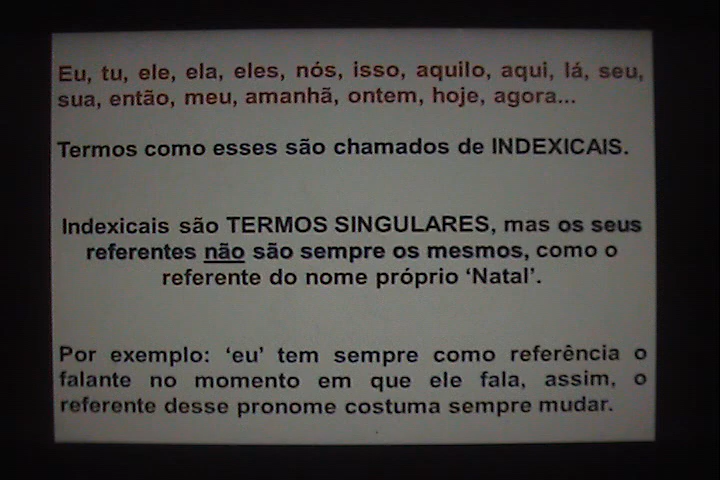 Eu, tu, ele, ela, eles, nós, isso, aquilo, aqui, lá, seu,
sua, então, meu, amanhã, ontem, hoje, agora...
Termos como esses são chamados de INDEXICAIS.
Indexicais são TERMOS SINGULARES, mas os seus
referentes não são sempre os mesmos, como o
referente do nome próprio ‘Natal’.
Por exemplo: ‘eu’ tem sempre como referência o
falante no momento em que ele fala, assim, o
referente desse pronome costuma sempre mudar.